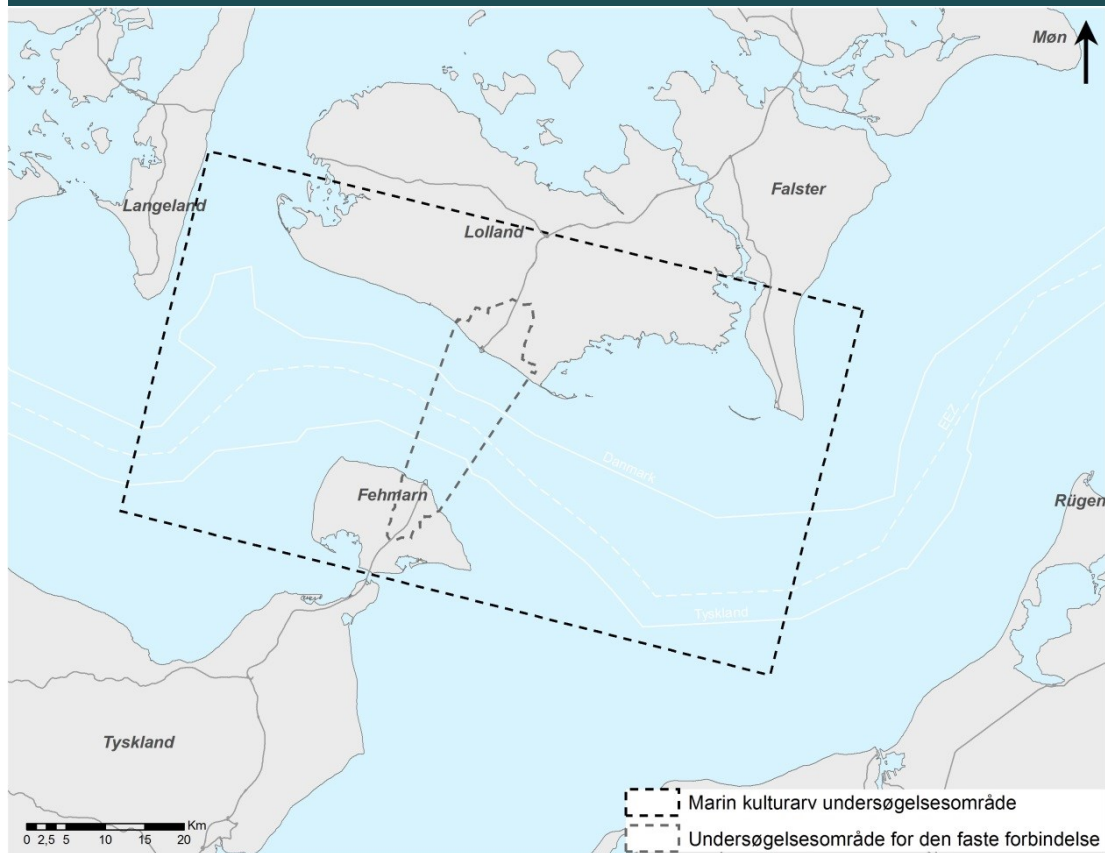 Møn
Langeland
Falster
Lolland
EEZ
Danmark
Fehmarn
Rügen
Tyskland
Tyskland
Marin kulturarv undersøgelsesområde
Km
0 2,5 5 10 15 20
Undersøgelsesområde for den faste forbindelse